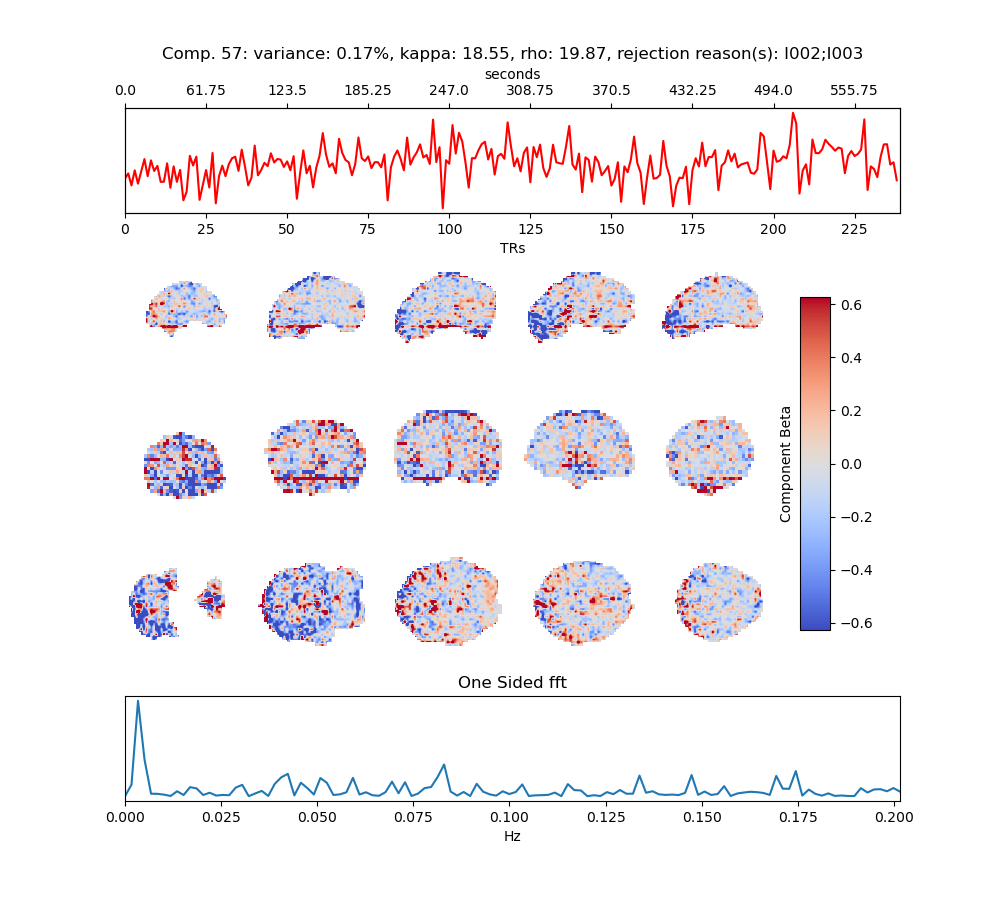 Comp. 57: variance: 0.17%, kappa: 18.55, rho: 19.87, rejection reason(s): I002;I003
seconds
0.0 61.75 123.5 185.25 247.0 308.75 370.5 432.25 494.0 555.75
0 25 50 75 100 125 150 175 200 225
TRs
0.6
0.4
0.2
0.0
−0.2
−0.4
−0.6
Component Beta
One Sided fft
0.000 0.025 0.050 0.075 0.100 0.125 0.150 0.175 0.200
Hz